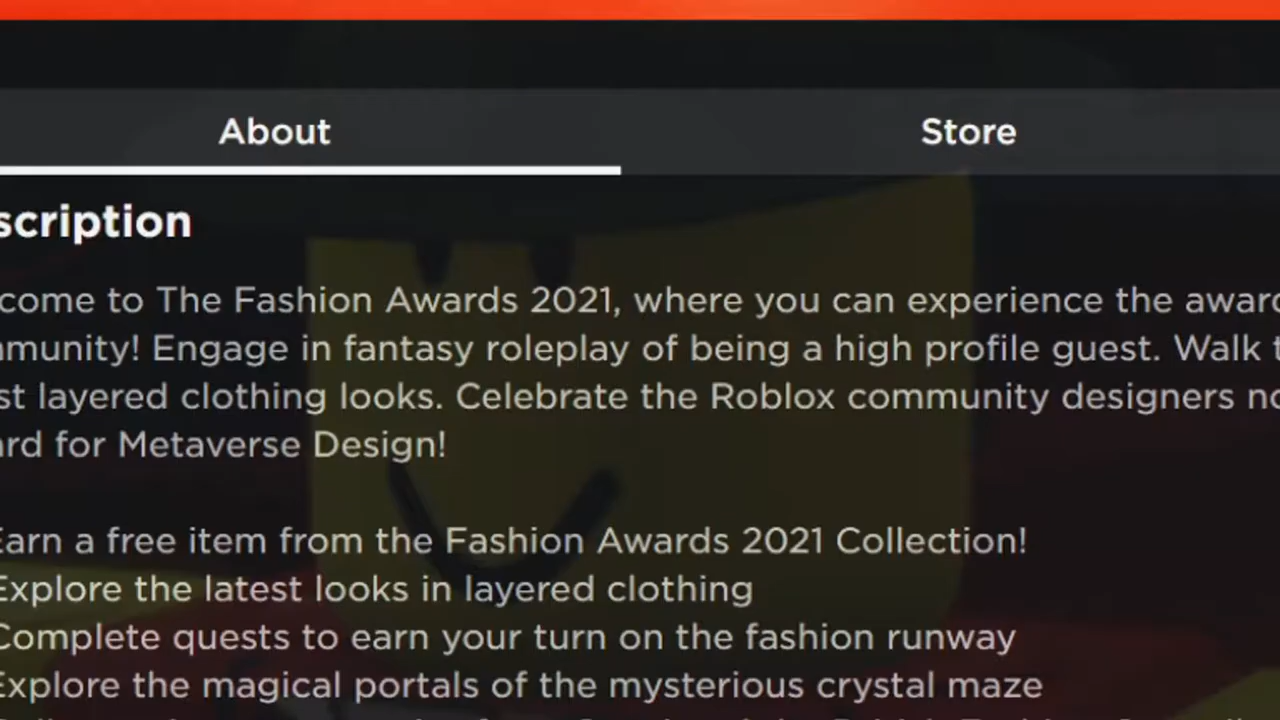 About Store
scription
come to The Fashion Awards 2021, where you can experience the award
munity! Engage in fantasy roleplay of being a high profile guest. Walk t
st layered clothing looks. Celebrate the Roblox community designers no
ard for Metaverse Design!
Earn a free item from the Fashion Awards 2021 Collection!
Explore the latest looks in layered clothing
Complete quests to earn your turn on the fashion runway
Explore the magical portals of the mysterious crystal maze